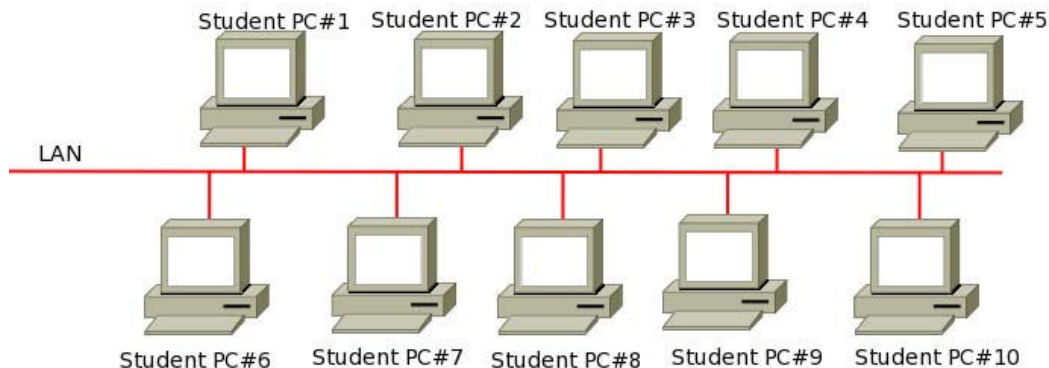 Student PC#1
Student PC#2
Student PC#3
Student PC#4
Student PC#5
LAN
Student PC#6
Student PC#7
Student PC#8
Student PC#9
Student PC#10